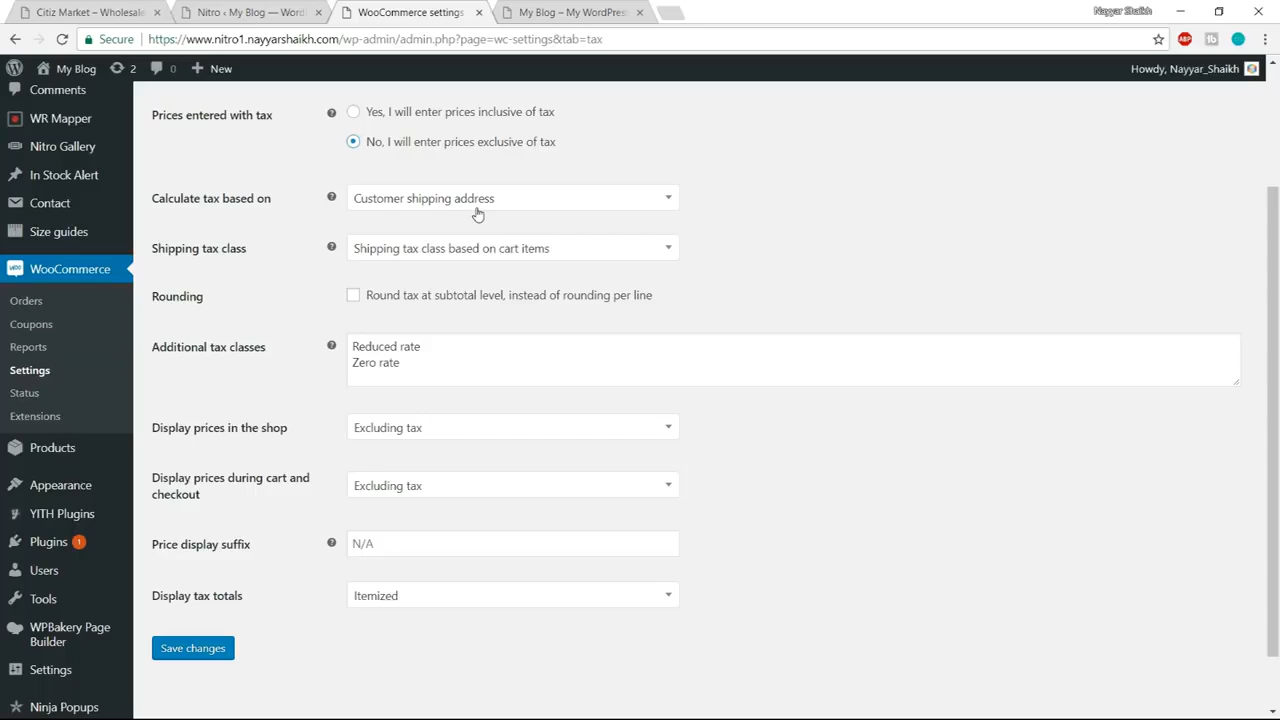 Citiz Market – Wholesale
Nitro ‹ My Blog — Word
WooCommerce settings
My Blog – My WordPress
Nayyar Shaikh
Secure
https://www.nitro1.nayyarshaikh.com/wp-admin/admin.php?page=wc-settings&tab=tax
ABP
My Blog
2
0
New
Howdy, Nayyar_Shaikh
Comments
WR Mapper
Nitro Gallery
In Stock Alert
Contact
Size guides
WooCommerce
Orders
Coupons
Reports
Settings
Status
Extensions
Products
Appearance
YITH Plugins
Plugins 1
Users
Tools
WPBakery Page
Builder
Settings
Ninja Popups
Prices entered with tax
Yes, I will enter prices inclusive of tax
No, I will enter prices exclusive of tax
Calculate tax based on
Customer shipping address
Shipping tax class
Shipping tax class based on cart items
Rounding
Round tax at subtotal level, instead of rounding per line
Additional tax classes
Reduced rate
Zero rate
Display prices in the shop
Excluding tax
Display prices during cart and
checkout
Excluding tax
Price display suffix
N/A
Display tax totals
Itemized
Save changes